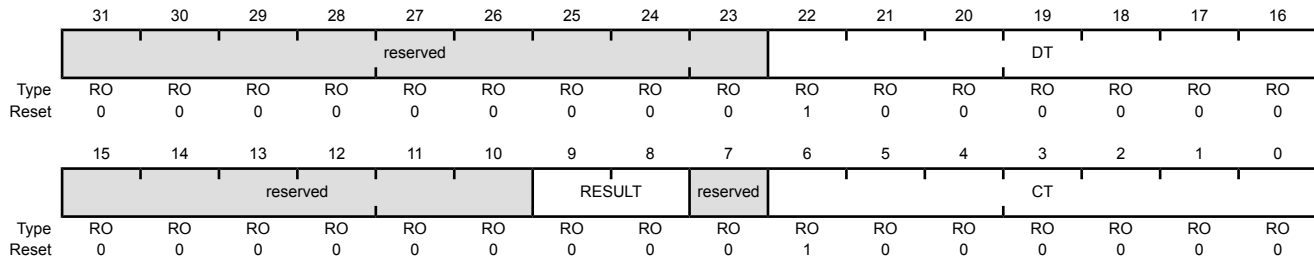 31 30 29 28 27 26 25 24 23 22 21 20 19 18 17 16
reserved DT
Type RO RO RO RO RO RO RO RO RO RO RO RO RO RO RO RO
Reset 0 0 0 0 0 0 0 0 0 1 0 0 0 0 0 0
15 14 13 12 11 10 9 8 7 6 5 4 3 2 1 0
reserved RESULT reserved CT
Type RO RO RO RO RO RO RO RO RO RO RO RO RO RO RO RO
Reset 0 0 0 0 0 0 0 0 0 1 0 0 0 0 0 0